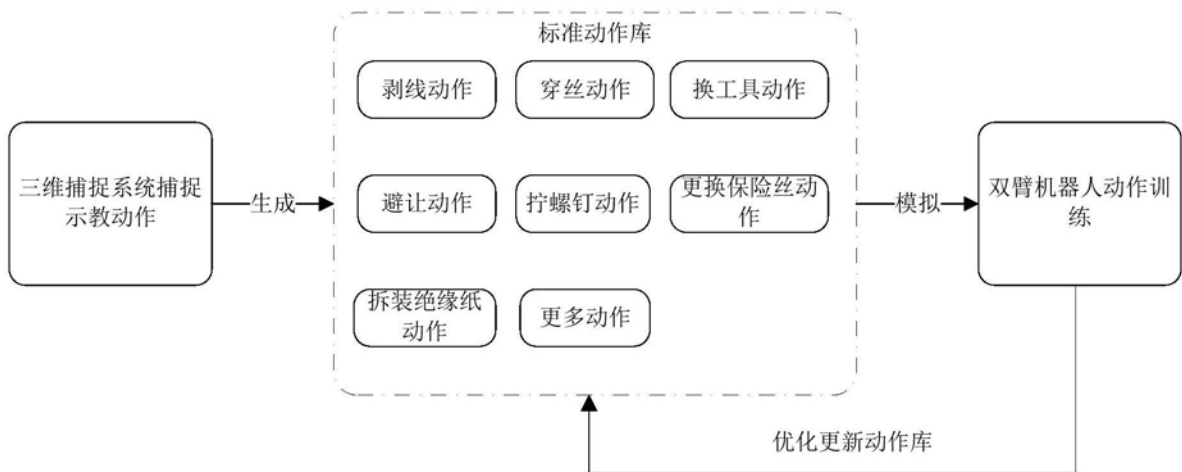 标准动作库
剥线动作
穿丝动作
换工具动作
三维捕捉系统捕捉
示教动作
生成
避让动作
拧螺钉动作
更换保险丝动
作
模拟
双臂机器人动作训
练
拆装绝缘纸
动作
更多动作
优化更新动作库